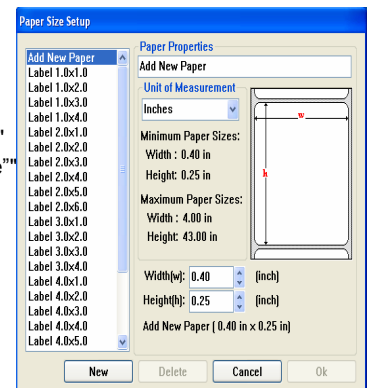 Paper Size Setup
Add New Paper
Label 1.0x1.0
Label 1.0x2.0
Label 1.0x3.0
Label 1.0x4.0
Label 2.0x1.0
Label 2.0x2.0
Label 2.0x3.0
Label 2.0x4.0
Label 2.0x5.0
Label 2.0x6.0
Label 3.0x1.0
Label 3.0x2.0
Label 3.0x3.0
Label 3.0x4.0
Label 4.0x1.0
Label 4.0x2.0
Label 4.0x3.0
Label 4.0x4.0
Label 4.0x5.0
Paper Properties
Add New Paper
Unit of Measurement
Inches
Minimum Paper Sizes:
Width : 0.40 in
Height: 0.25 in
Maximum Paper Sizes:
Width : 4.00 in
Height: 43.00 in
w
h
Width(w): 0.40 (inch)
Height(h): 0.25 (inch)
Add New Paper ( 0.40 in x 0.25 in)
New Delete Cancel Ok